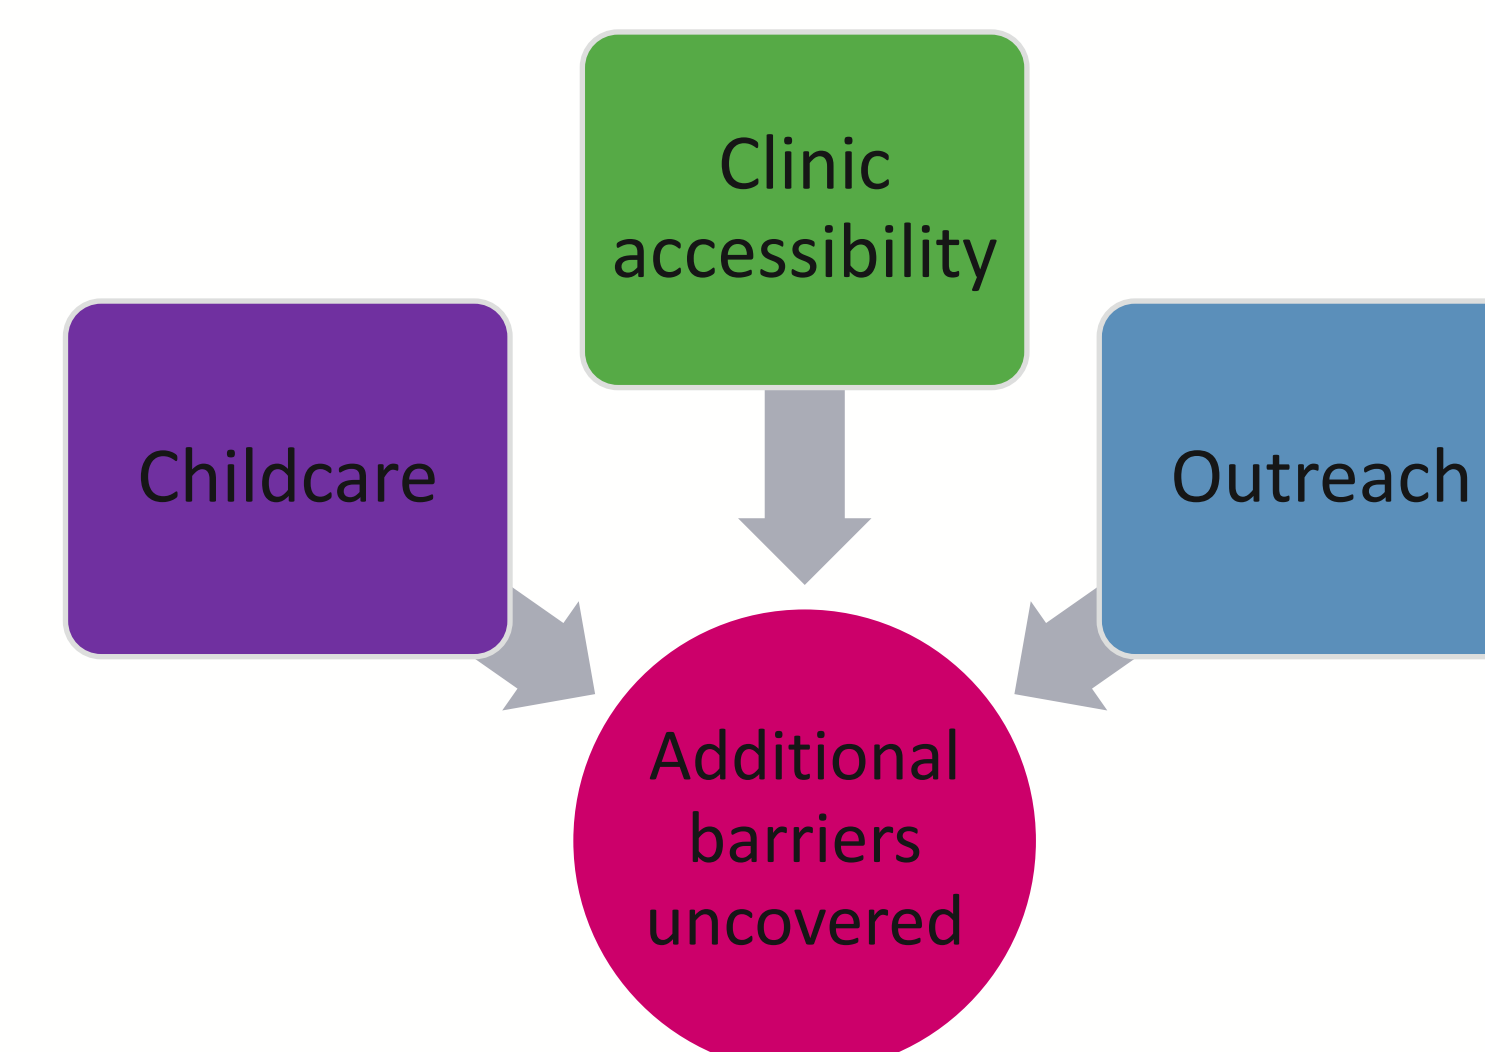 Clinic
accessibility
Childcare
Outreach
Additional
barriers
uncovered